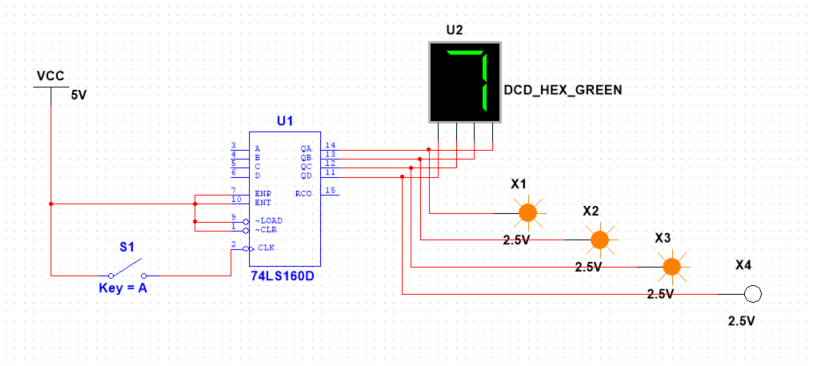 U2
VCC
5V
DCD_HEX_GREEN
7
U1
3 A QA 14
4 B QB 13
5 C QC 12
6 D QD 11
7 ENP RCO 15
10 ENT
9 ~LOAD
1 ~CLR
2 CLK
74LS160D
S1
Key = A
X1
2.5V
X2
2.5V
X3
2.5V
X4
2.5V